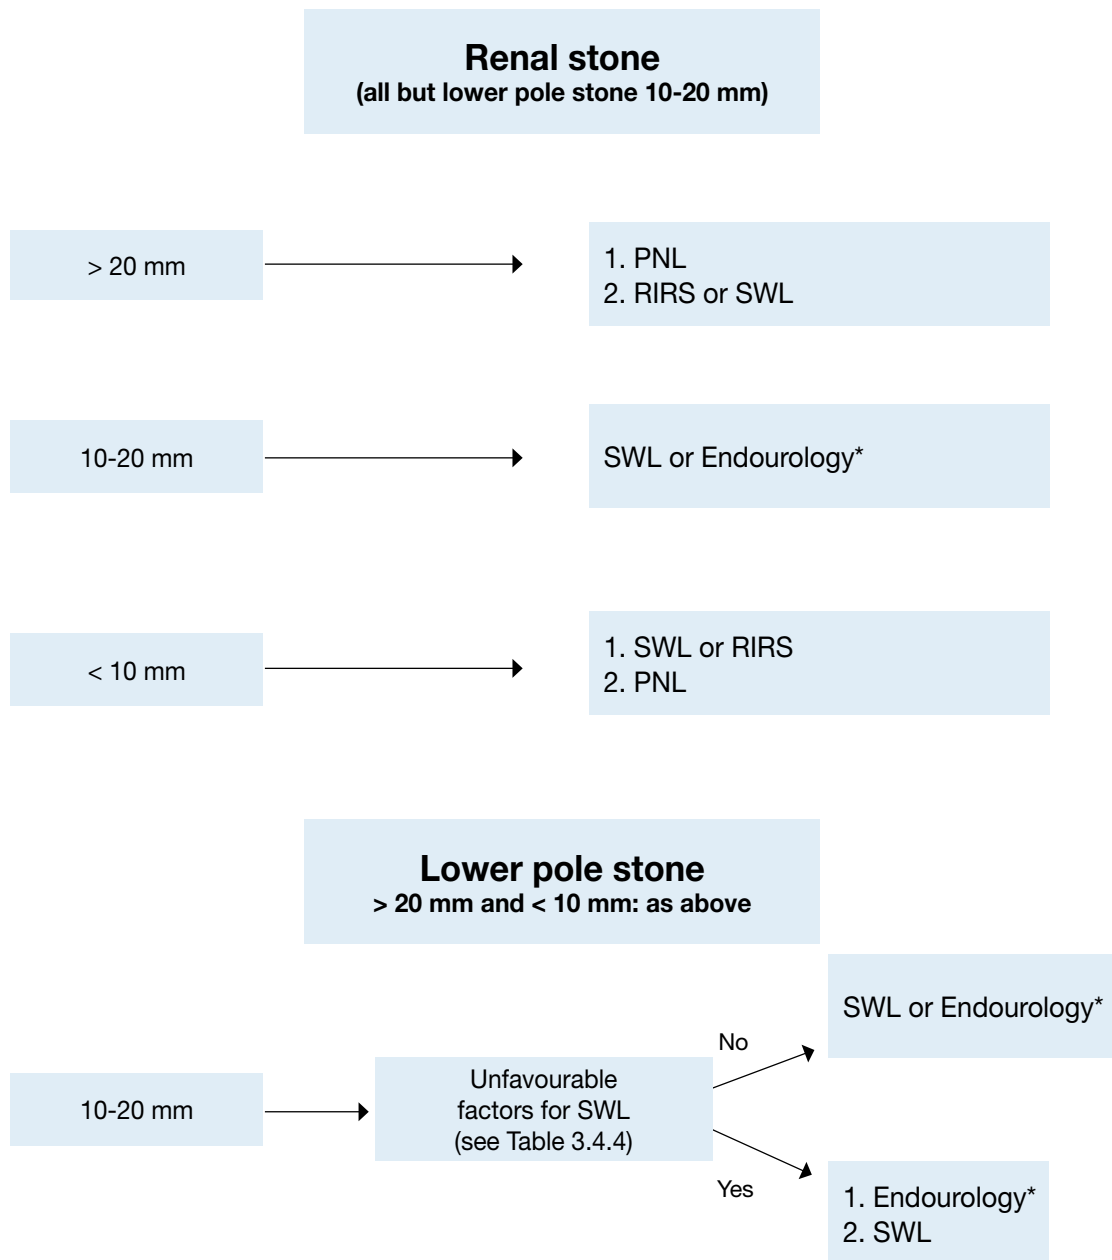 Renal stone
(all but lower pole stone 10-20 mm)
> 20 mm
1. PNL
2. RIRS or SWL
10-20 mm
SWL or Endourology*
< 10 mm
1. SWL or RIRS
2. PNL
Lower pole stone
> 20 mm and < 10 mm: as above
SWL or Endourology*
No
10-20 mm
Unfavourable
factors for SWL
(see Table 3.4.4)
Yes
1. Endourology*
2. SWL